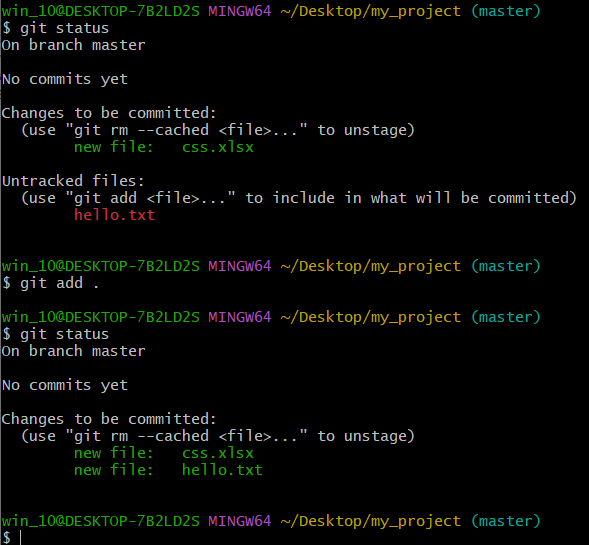 win_10@DESKTOP-7B2LD2S MINGW64 ~/Desktop/my_project (master)
$ git status
On branch master

No commits yet

Changes to be committed:
  (use "git rm --cached <file>..." to unstage)
        new file:   css.xlsx

Untracked files:
  (use "git add <file>..." to include in what will be committed)
        hello.txt

win_10@DESKTOP-7B2LD2S MINGW64 ~/Desktop/my_project (master)
$ git add .

win_10@DESKTOP-7B2LD2S MINGW64 ~/Desktop/my_project (master)
$ git status
On branch master

No commits yet

Changes to be committed:
  (use "git rm --cached <file>..." to unstage)
        new file:   css.xlsx
        new file:   hello.txt

win_10@DESKTOP-7B2LD2S MINGW64 ~/Desktop/my_project (master)
$